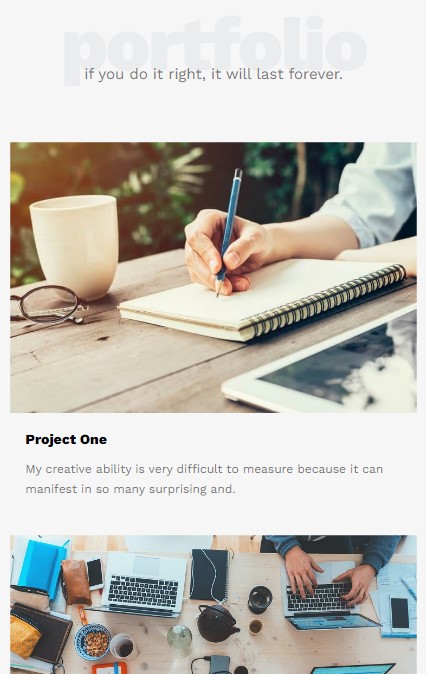 portfolio
if you do it right, it will last forever.
Project One
My creative ability is very difficult to measure because it can
manifest in so many surprising and.